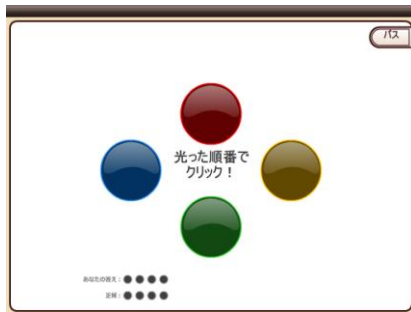 パス
光った順番で
クリック！
あなたの答え：
正解：